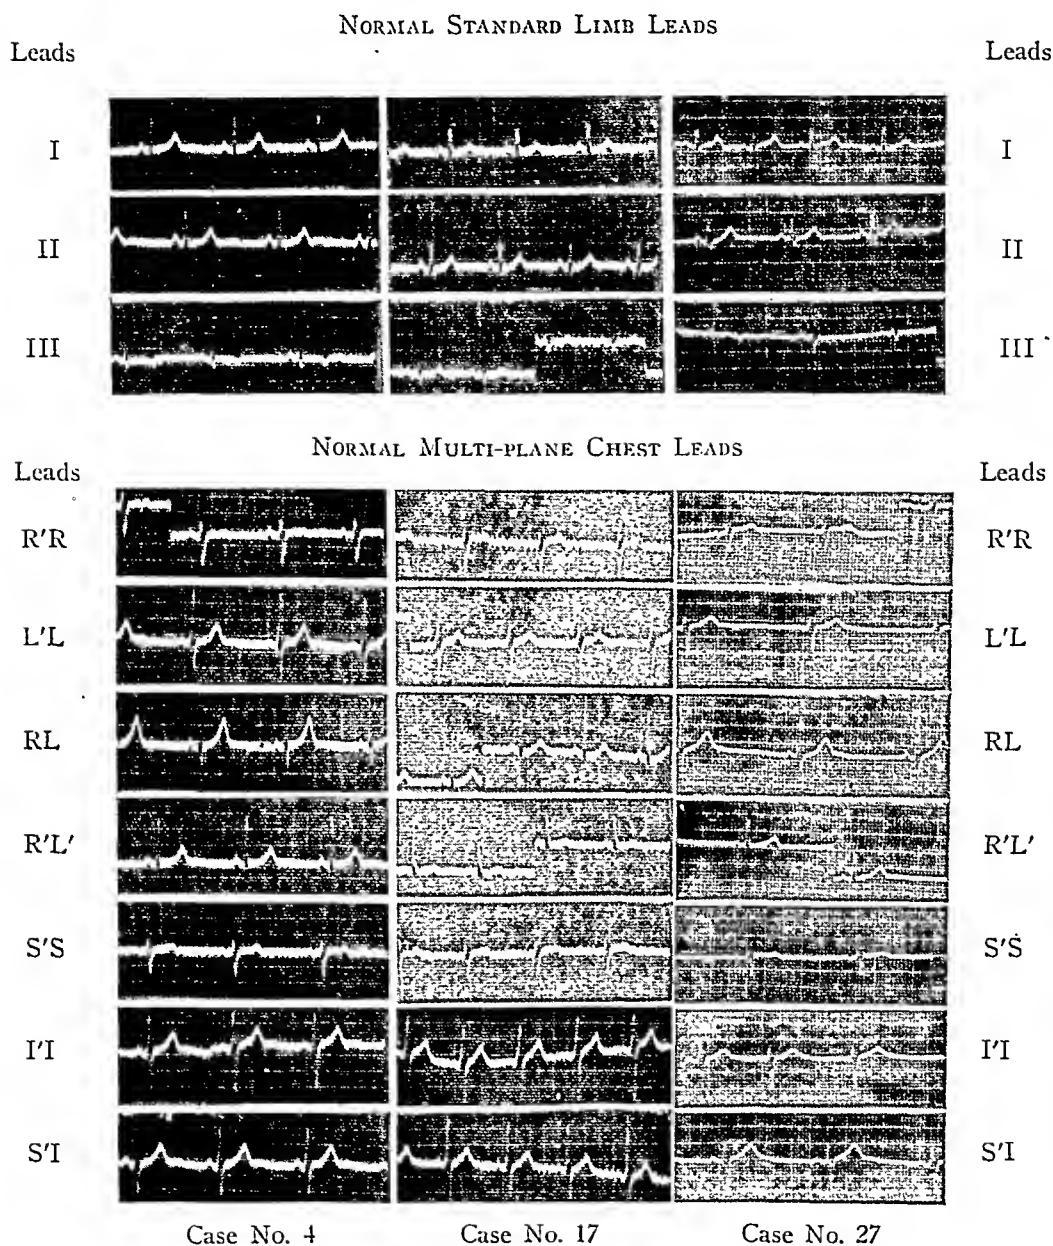 NORMAL STANDARD LIMB LEADS
Leads Leads
I I
II II
III III
NORMAL MULTI-PLANE CHEST LEADS
Leads Leads
R'R R'R
L'L L'L
RL RL
R'L' R'L'
S'S S'S
I'I I'I
S'I S'I
Case No. 4 Case No. 17 Case No. 27